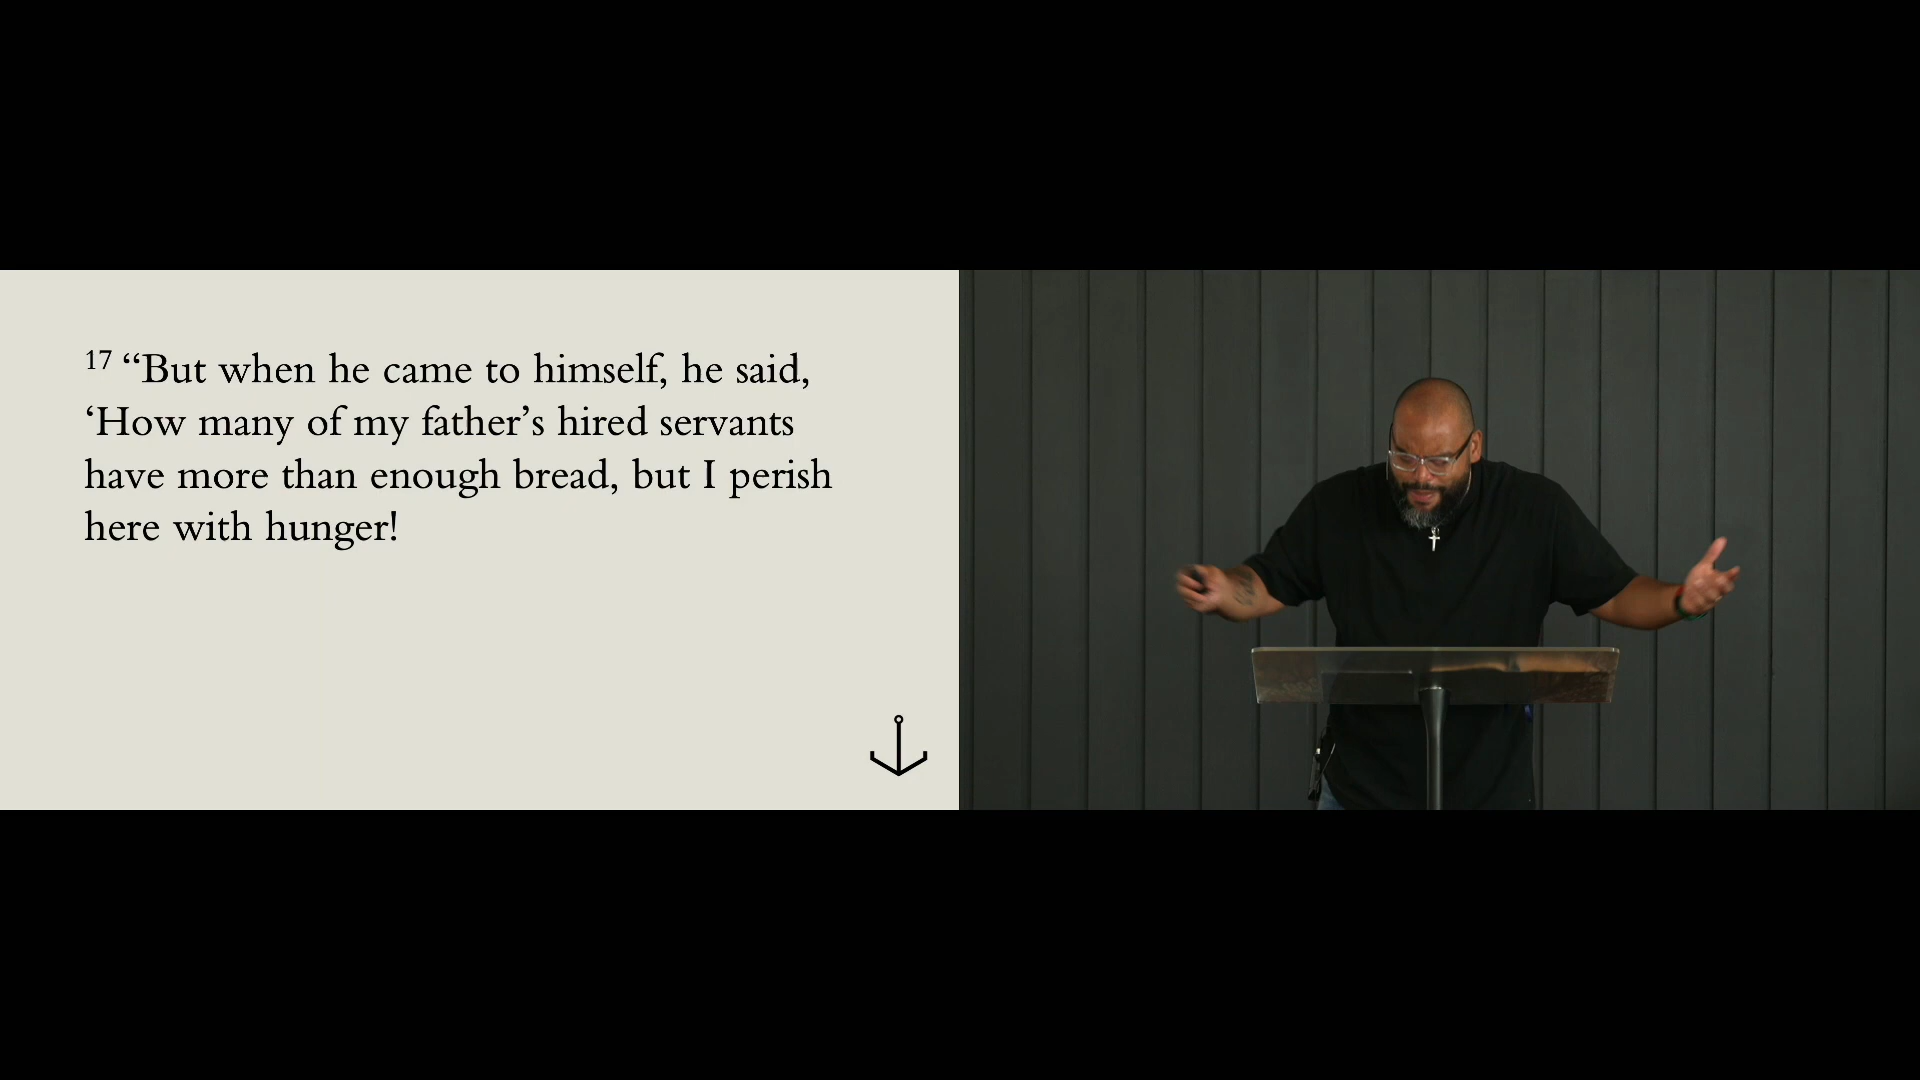 17 “But when he came to himself, he said,
‘How many of my father’s hired servants
have more than enough bread, but I perish
here with hunger!